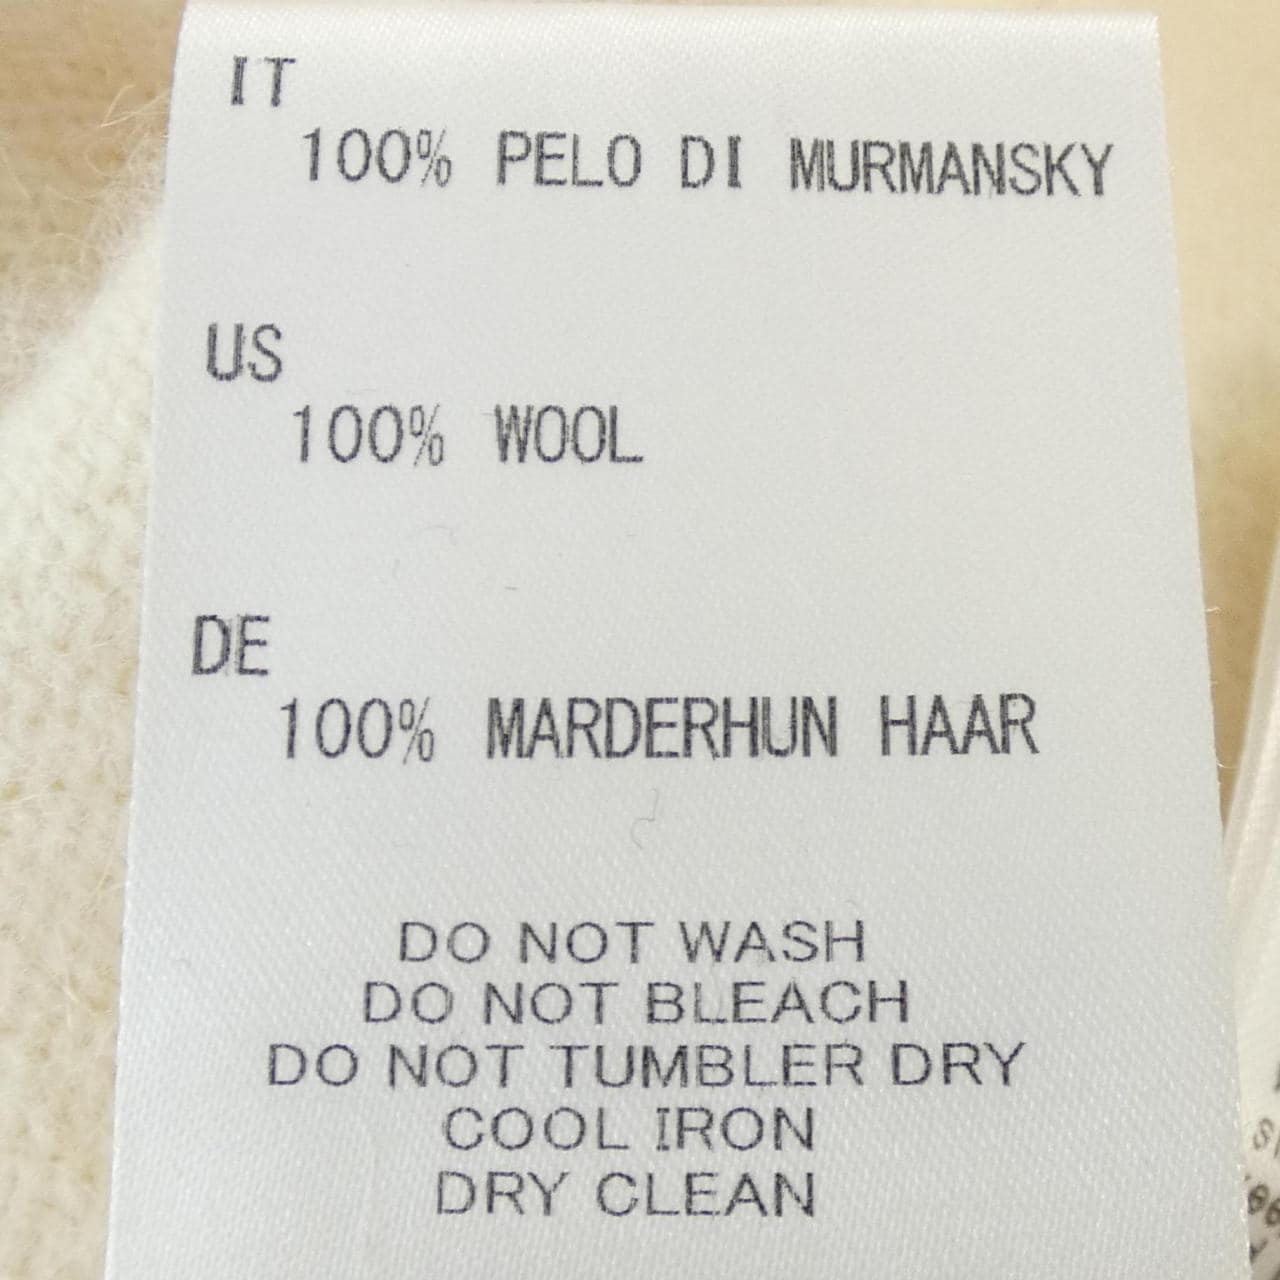 IT
100% PELO DI MURMANSKY
US
100% WOOL
DE
100% MARDERHUN HAAR
DO NOT WASH
DO NOT BLEACH
DO NOT TUMBLER DRY
COOL IRON
DRY CLEAN